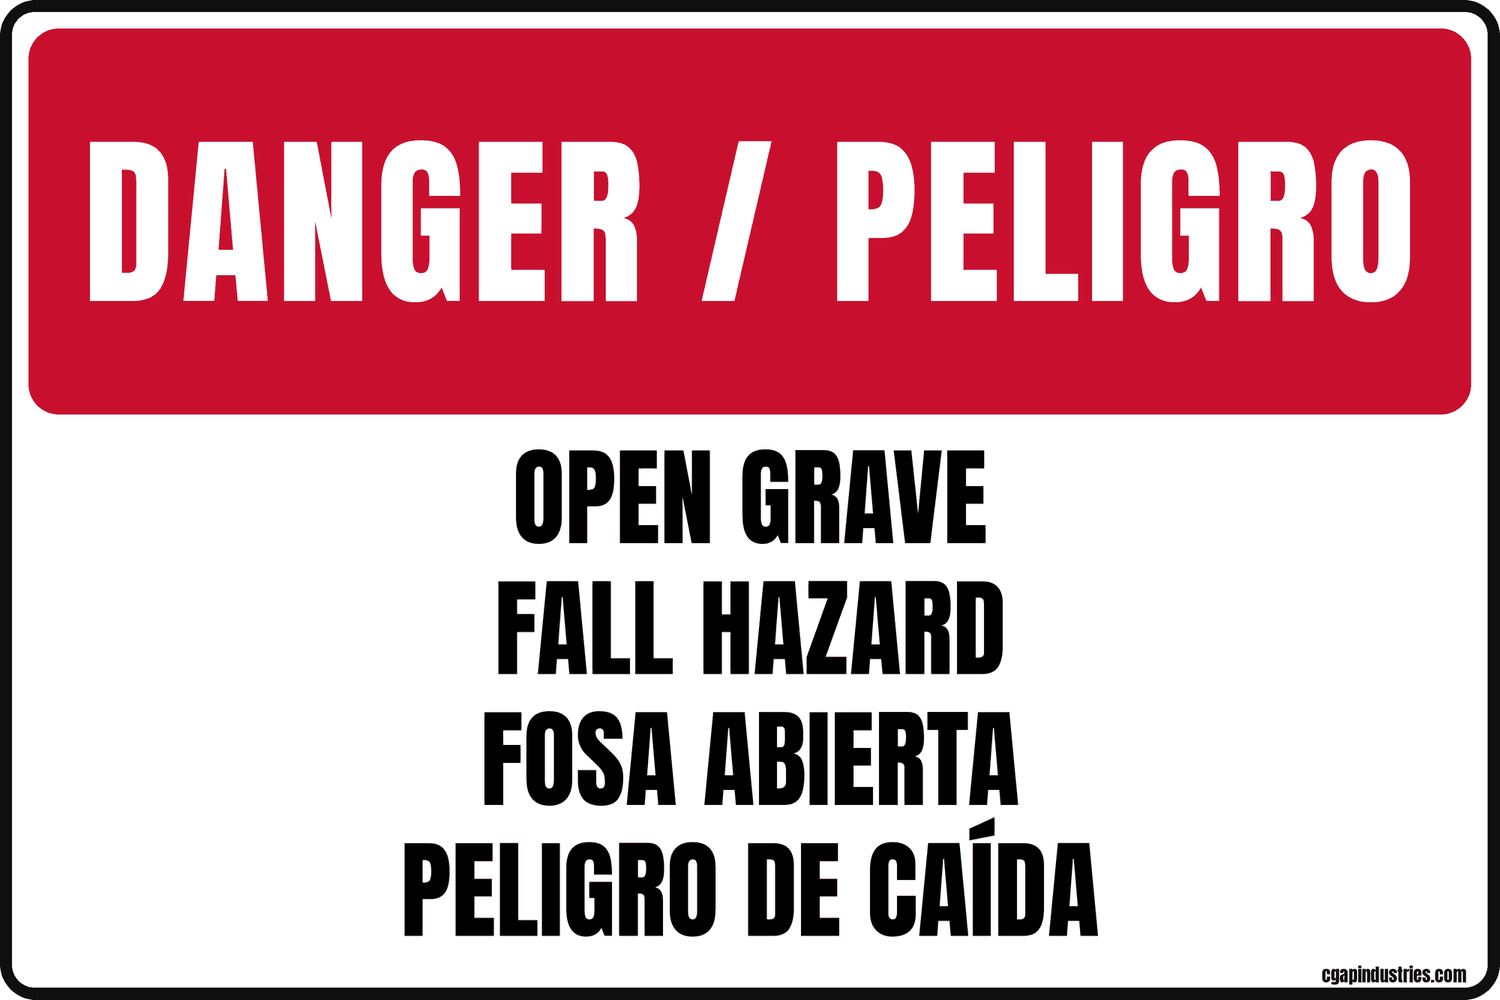 DANGER / PELIGRO
OPEN GRAVE
FALL HAZARD
FOSA ABIERTA
PELIGRO DE CAÍDA
cgapindustries.com